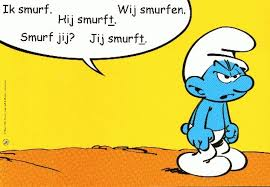 Ik smurf. Wij smurfen.
Hij smurft.
Smurf jij? Jij smurft.